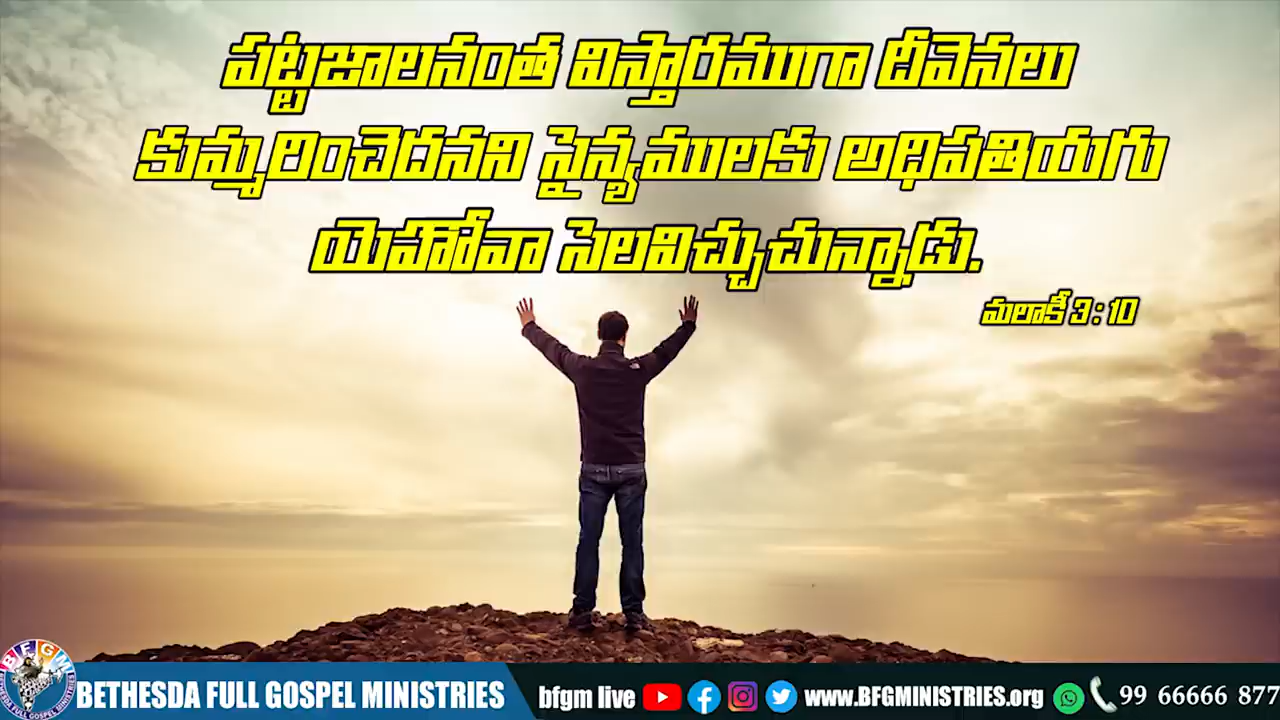 పట్టజాలనంత విస్తారముగా దీవెనలు
కుమ్మరించెదనని సైన్యములకు అధిపతియగు
యెహోవా సెలవిచ్చుచున్నాడు.
మలాకీ 3 : 10
BFGM
BETHESDA FULL GOSPEL MINISTRIES bfgm live www.BFGMINISTRIES.org 99 66666 877